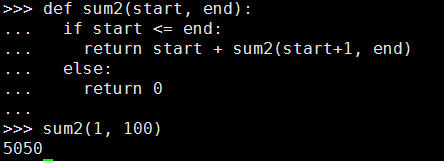 >>> def sum2(start, end):
...   if start <= end:
...     return start + sum2(start+1, end)
...   else:
...     return 0
...
>>> sum2(1, 100)
5050